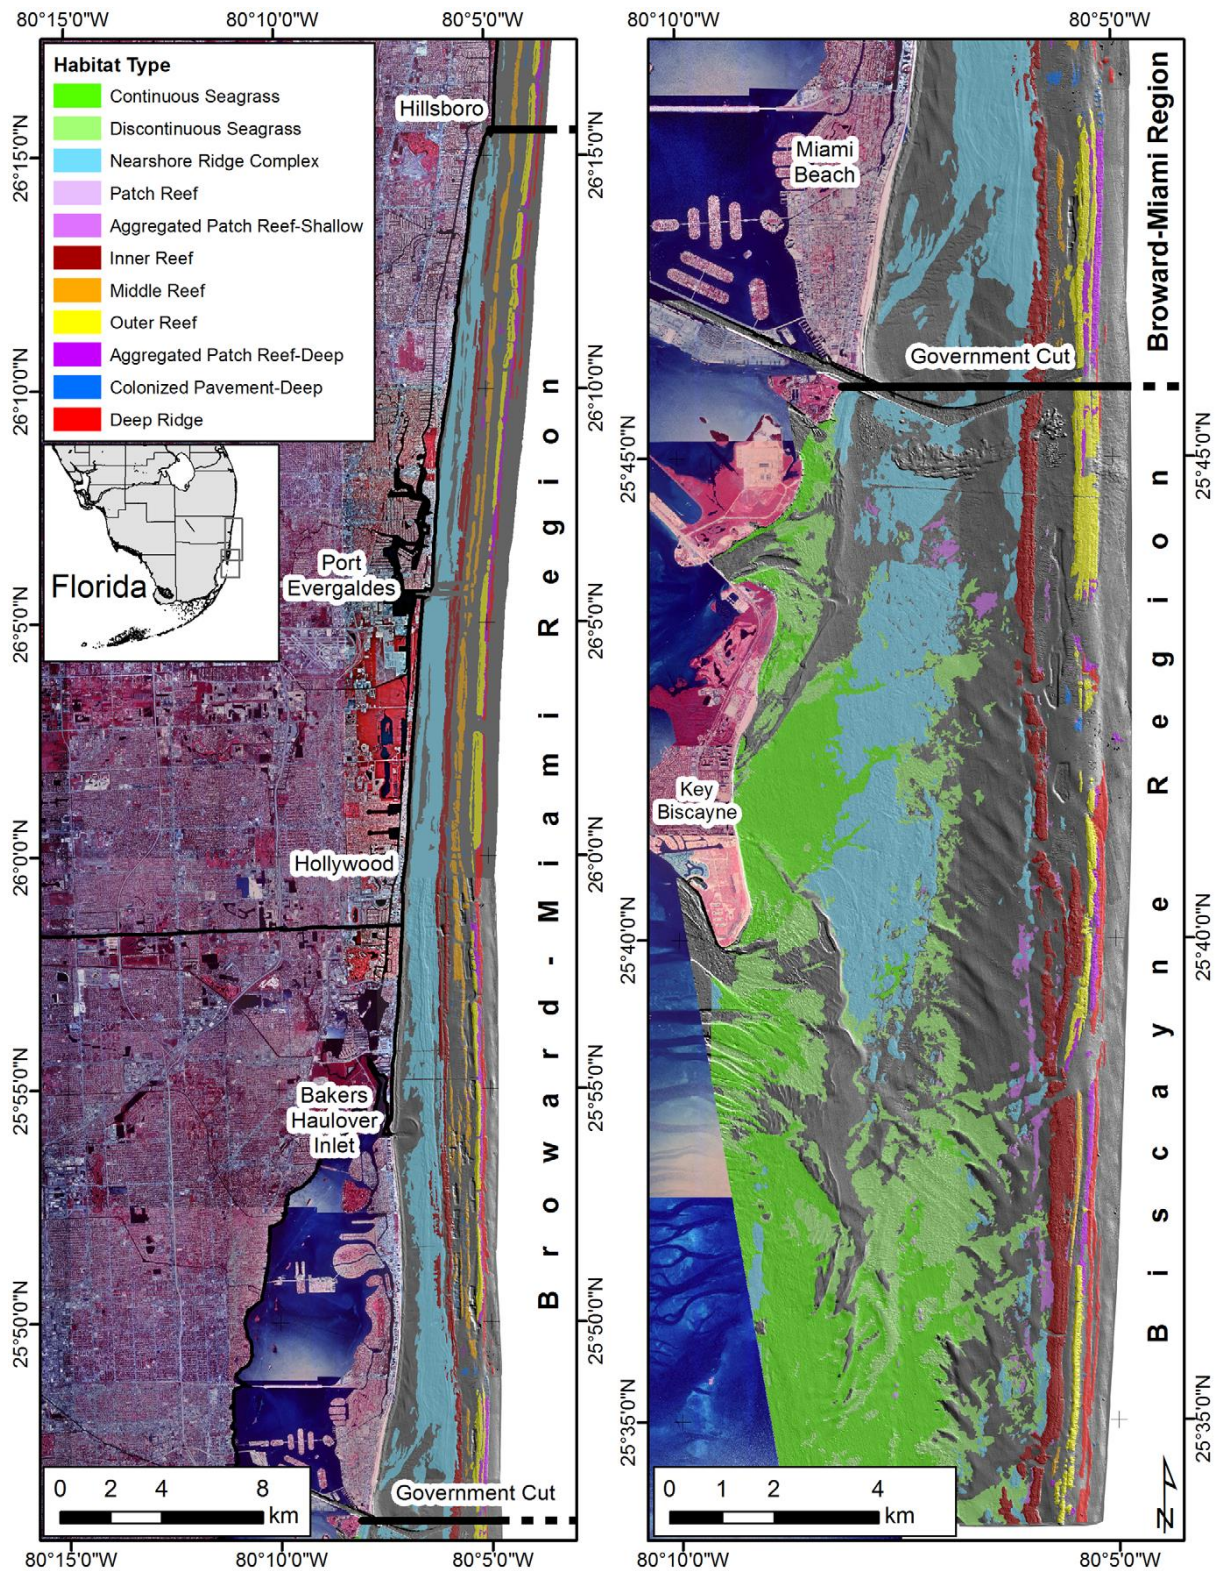 80°15'0"W
80°10'0"W
80°5'0"W
80°10'0"W
80°5'0"W
Habitat Type
Continuous Seagrass
Discontinuous Seagrass
Nearshore Ridge Complex
Patch Reef
Aggregated Patch Reef-Shallow
Inner Reef
Middle Reef
Outer Reef
Aggregated Patch Reef-Deep
Colonized Pavement-Deep
Deep Ridge
Florida
Hillsboro
Port
Evergaldes
Hollywood
Bakers
Haulover
Inlet
Government Cut
Broward-Miami Region
26°15'0"N
26°10'0"N
26°5'0"N
26°0'0"N
25°55'0"N
25°50'0"N
26°15'0"N
26°10'0"N
26°5'0"N
26°0'0"N
25°55'0"N
25°50'0"N
0 2 4 8
km
80°15'0"W
80°10'0"W
80°5'0"W
Miami
Beach
Government Cut
Key
Biscayne
Broward-Miami Region
Biscayne Region
25°45'0"N
25°40'0"N
25°35'0"N
25°45'0"N
25°40'0"N
25°35'0"N
0 1 2 4
km
N
80°10'0"W
80°5'0"W